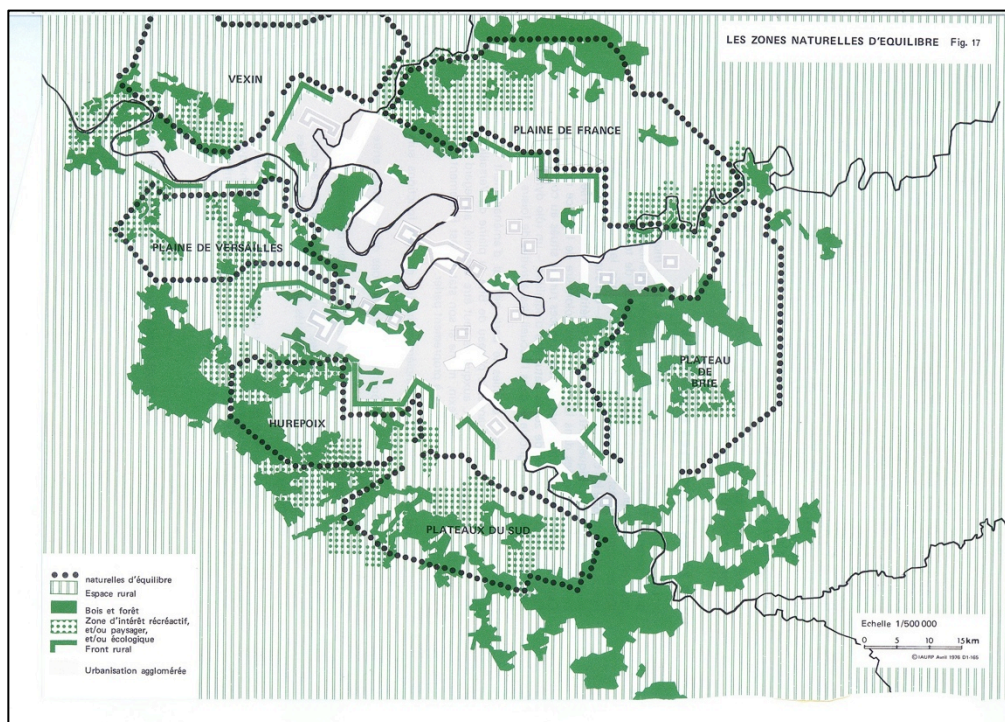 LES ZONES NATURELLES D'EQUILIBRE Fig. 17
VEXIN
PLAINE DE FRANCE
PLAINE DE VERSAILLES
PLATEAU
DE
BRIE
HUREPOIX
PLATEAUX DU SUD
naturelles d'équilibre
Espace rural
Bois et forêt
Zone d'intérêt récréactif,
et/ou paysager,
et/ou écologique
Front rural
Urbanisation agglomérée
Echelle 1/500 000
0 5 10 15km
©IAURP Avril 1976 D1-165